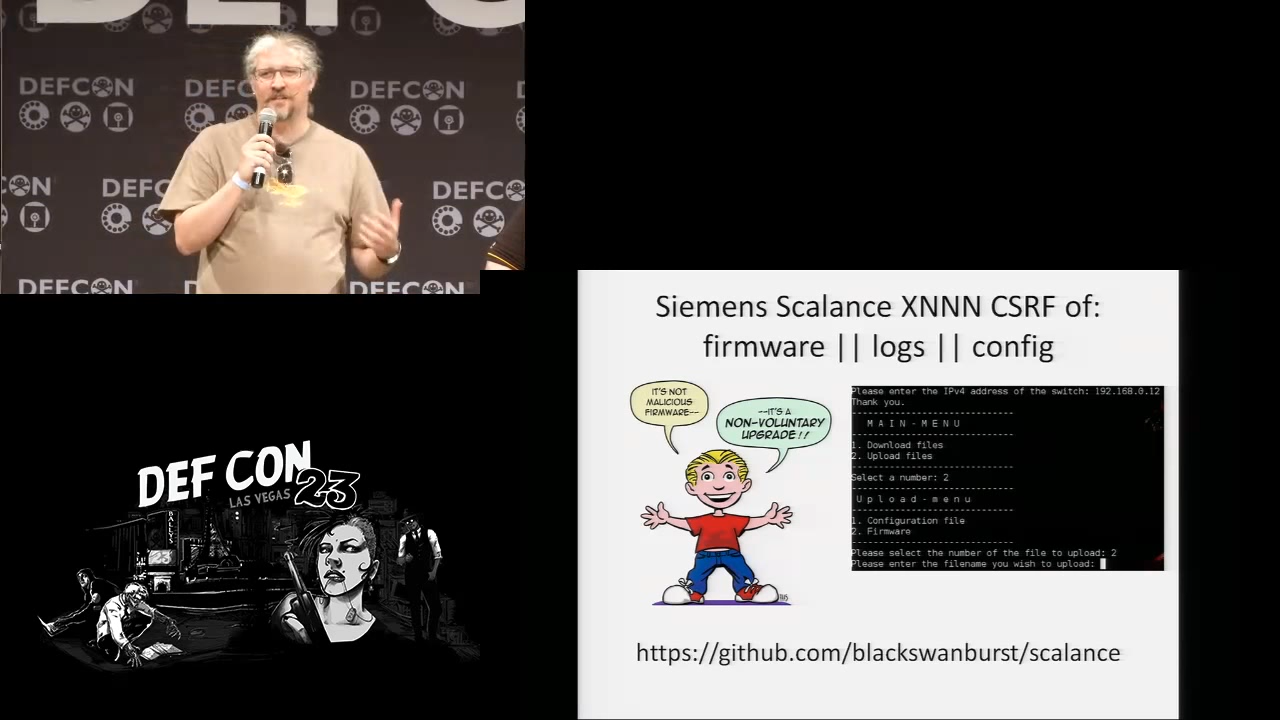 DEFCON
DEFCON
DEFCON
DEFCON
DEFC
DEFC
DEFCON
DEFCON
DEFCON
Siemens Scalance XNNN CSRF of:
firmware || logs || config
IT'S NOT
MALICIOUS
FIRMWARE--
--IT'S A
NON-VOLUNTARY
UPGRADE!!
Please enter the IPv4 address of the switch: 192.168.0.12
Thank you.
------------------------------
M A I N - M E N U
------------------------------
1. Download files
2. Upload files
------------------------------
Select a number: 2
------------------------------
U p l o a d - m e n u
------------------------------
1. Configuration file
2. Firmware
------------------------------
Please select the number of the file to upload: 2
Please enter the filename you wish to upload:
https://github.com/blackswanburst/scalance
DEF CON
LAS VEGAS 23
BALLYS